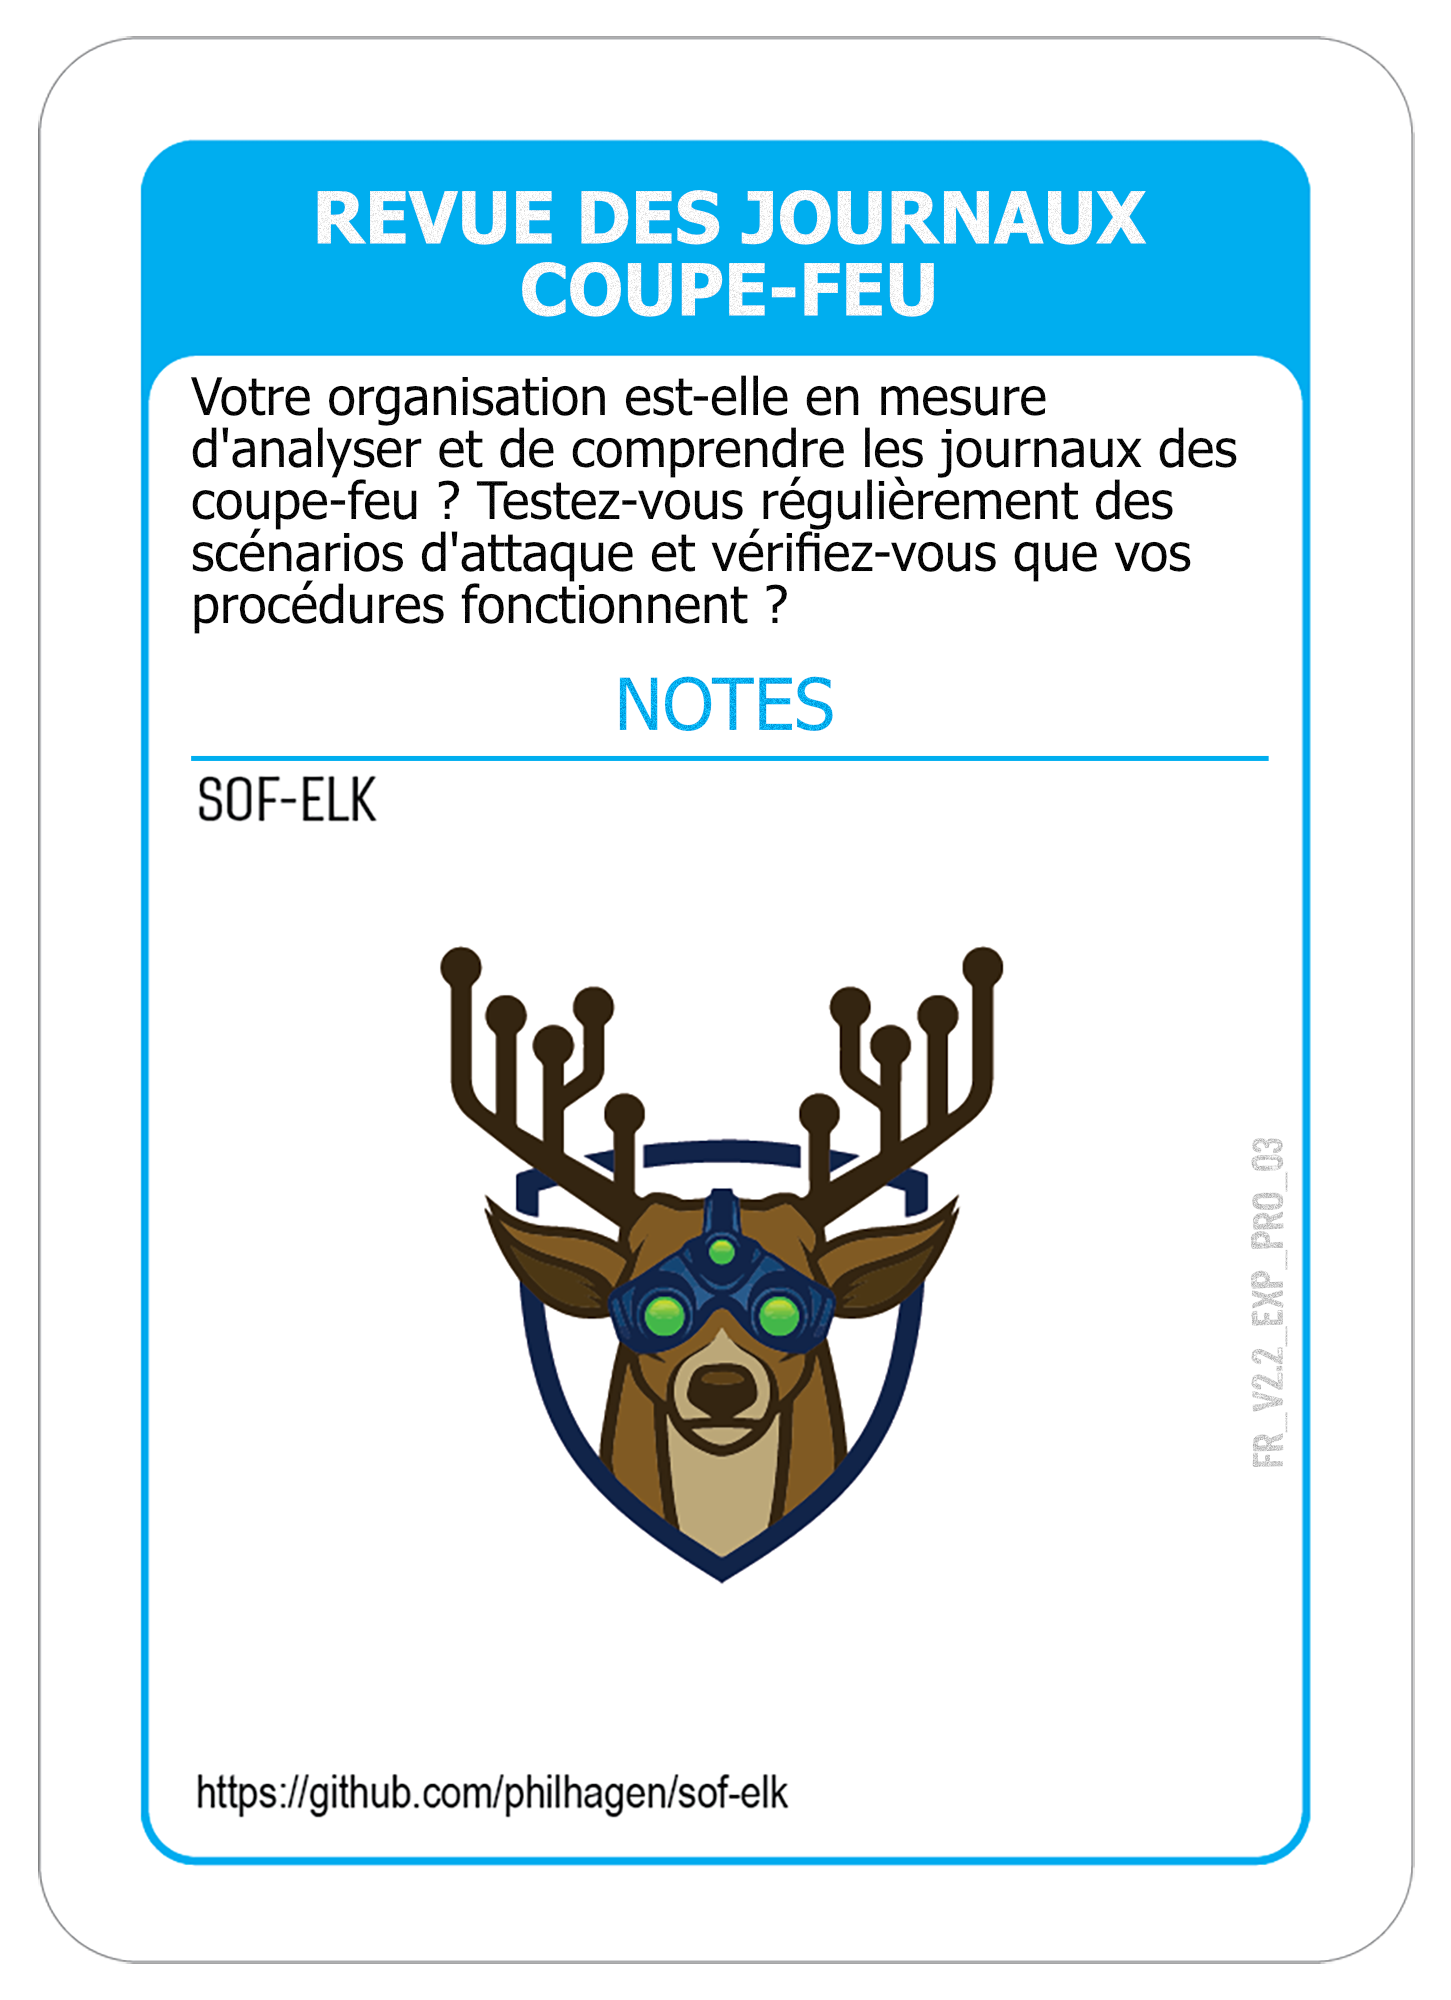 REVUE DES JOURNAUX
COUPE-FEU
Votre organisation est-elle en mesure
d'analyser et de comprendre les journaux des
coupe-feu ? Testez-vous régulièrement des
scénarios d'attaque et vérifiez-vous que vos
procédures fonctionnent ?
NOTES
SOF-ELK
FR_V2.2_EXP_PRO_03
https://github.com/philhagen/sof-elk